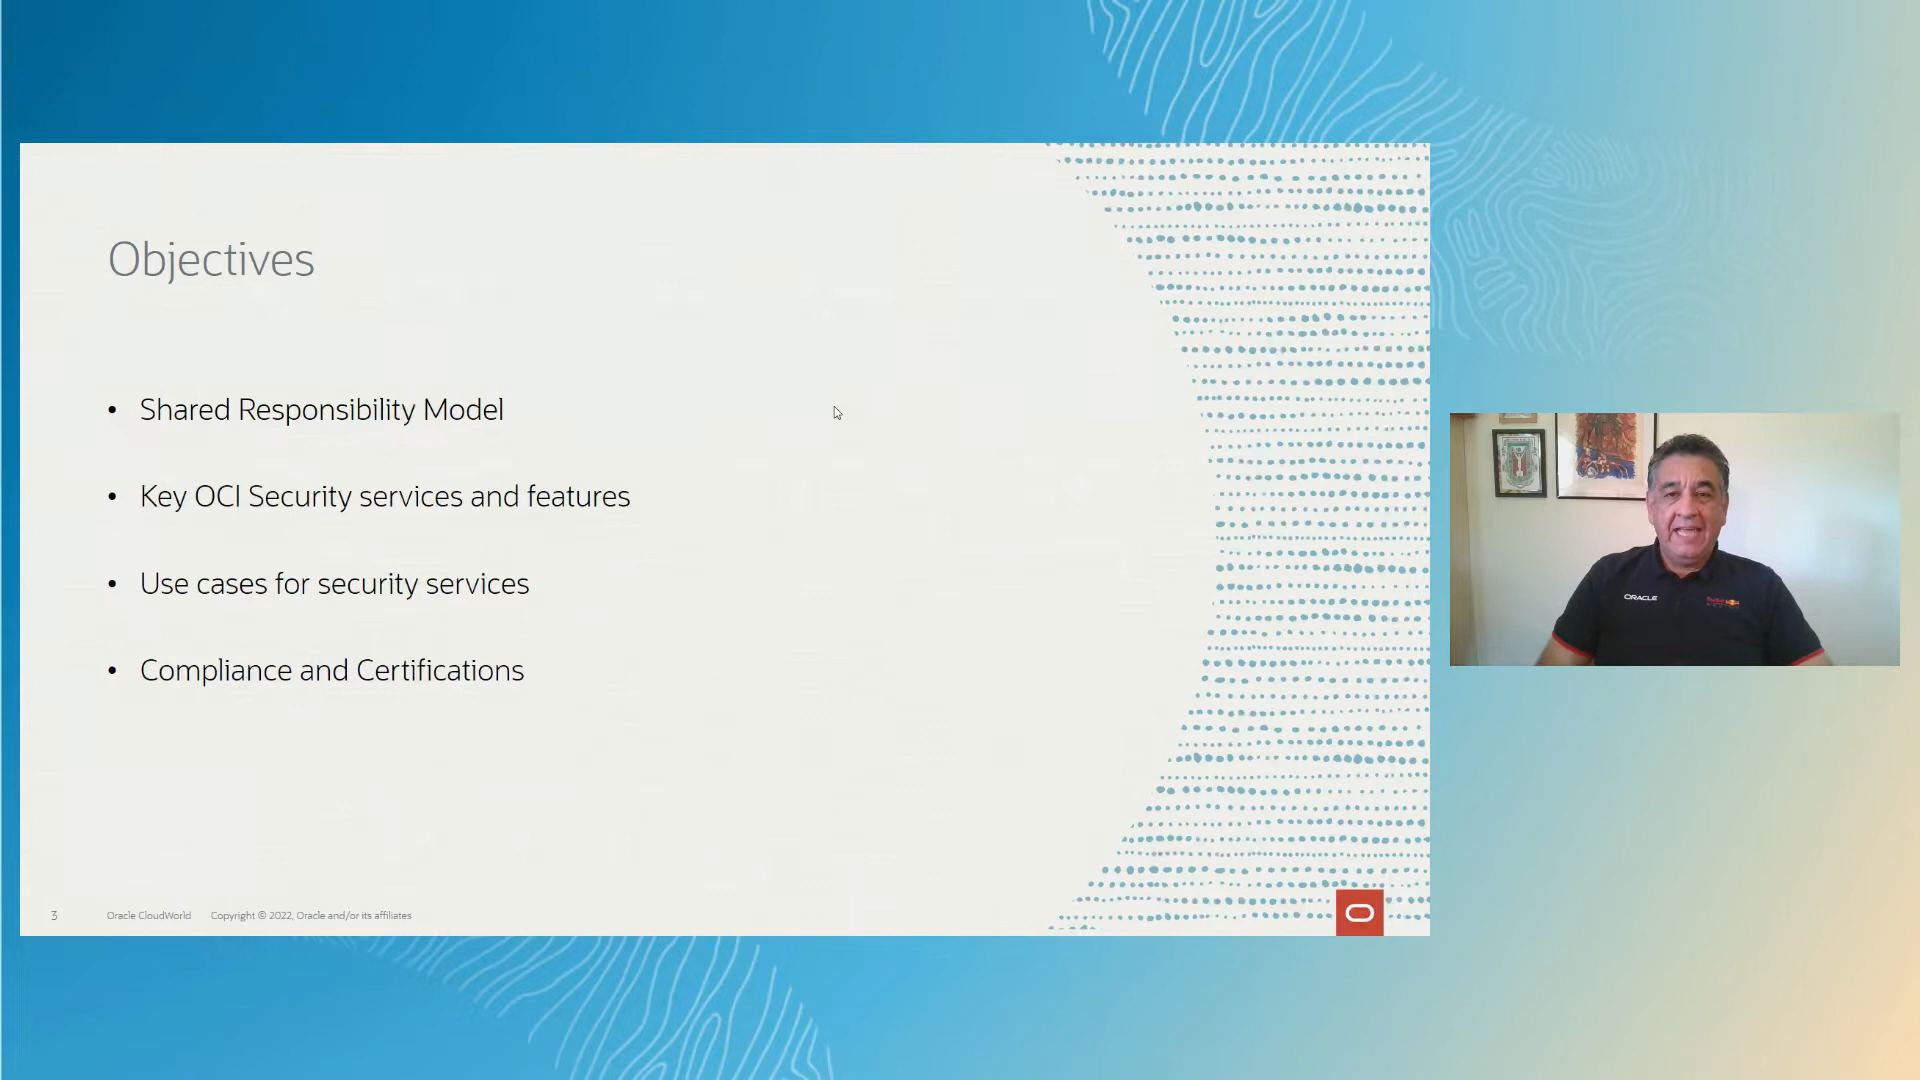 Objectives
• Shared Responsibility Model
• Key OCI Security services and features
• Use cases for security services
• Compliance and Certifications
3 Oracle CloudWorld Copyright © 2022, Oracle and/or its affiliates
ORACLE